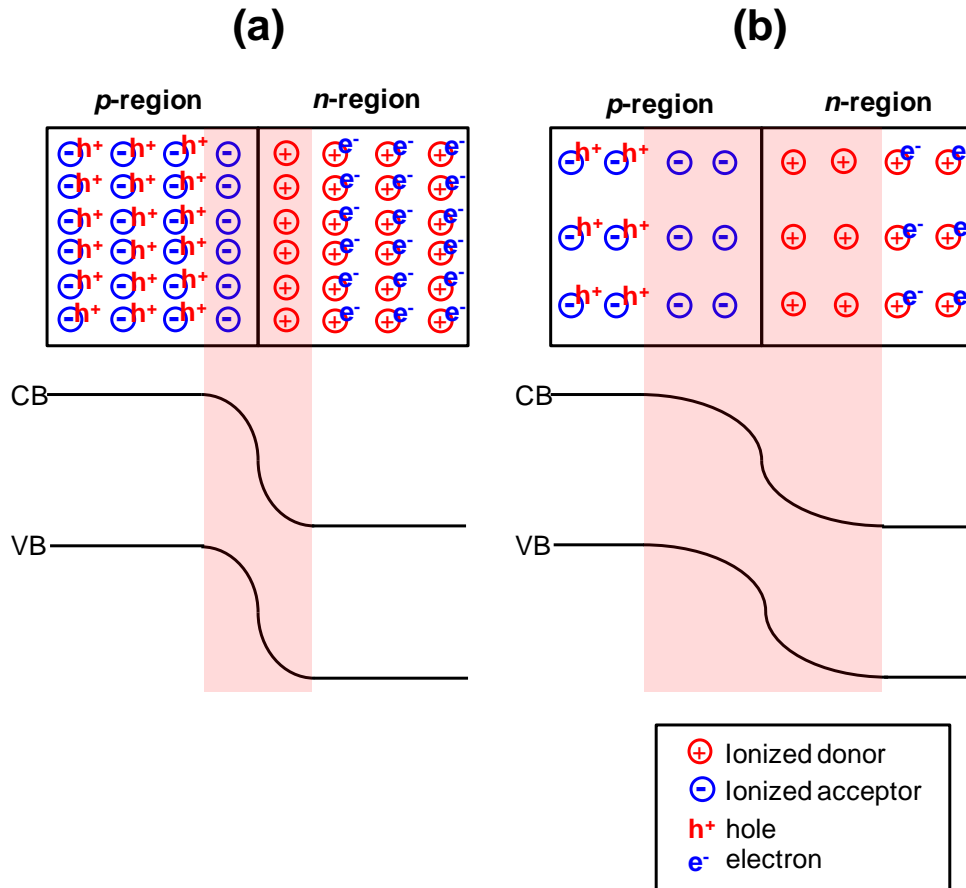 (a) (b)
p-region n-region p-region n-region
- h⁺ - h⁺ - h⁺ - + + e⁻ + e⁻ + e⁻ - h⁺ - h⁺ - - + + + e⁻ + e
- h⁺ - h⁺ - h⁺ - + + e⁻ + e⁻ + e⁻
- h⁺ - h⁺ - h⁺ - + + e⁻ + e⁻ + e⁻ - h⁺ - h⁺ - - + + + e⁻ + e
- h⁺ - h⁺ - h⁺ - + + e⁻ + e⁻ + e⁻
- h⁺ - h⁺ - h⁺ - + + e⁻ + e⁻ + e⁻ - h⁺ - h⁺ - - + + + e⁻ + e
- h⁺ - h⁺ - h⁺ - + + e⁻ + e⁻ + e⁻
CB CB
VB VB
+ Ionized donor
- Ionized acceptor
h⁺ hole
e⁻ electron